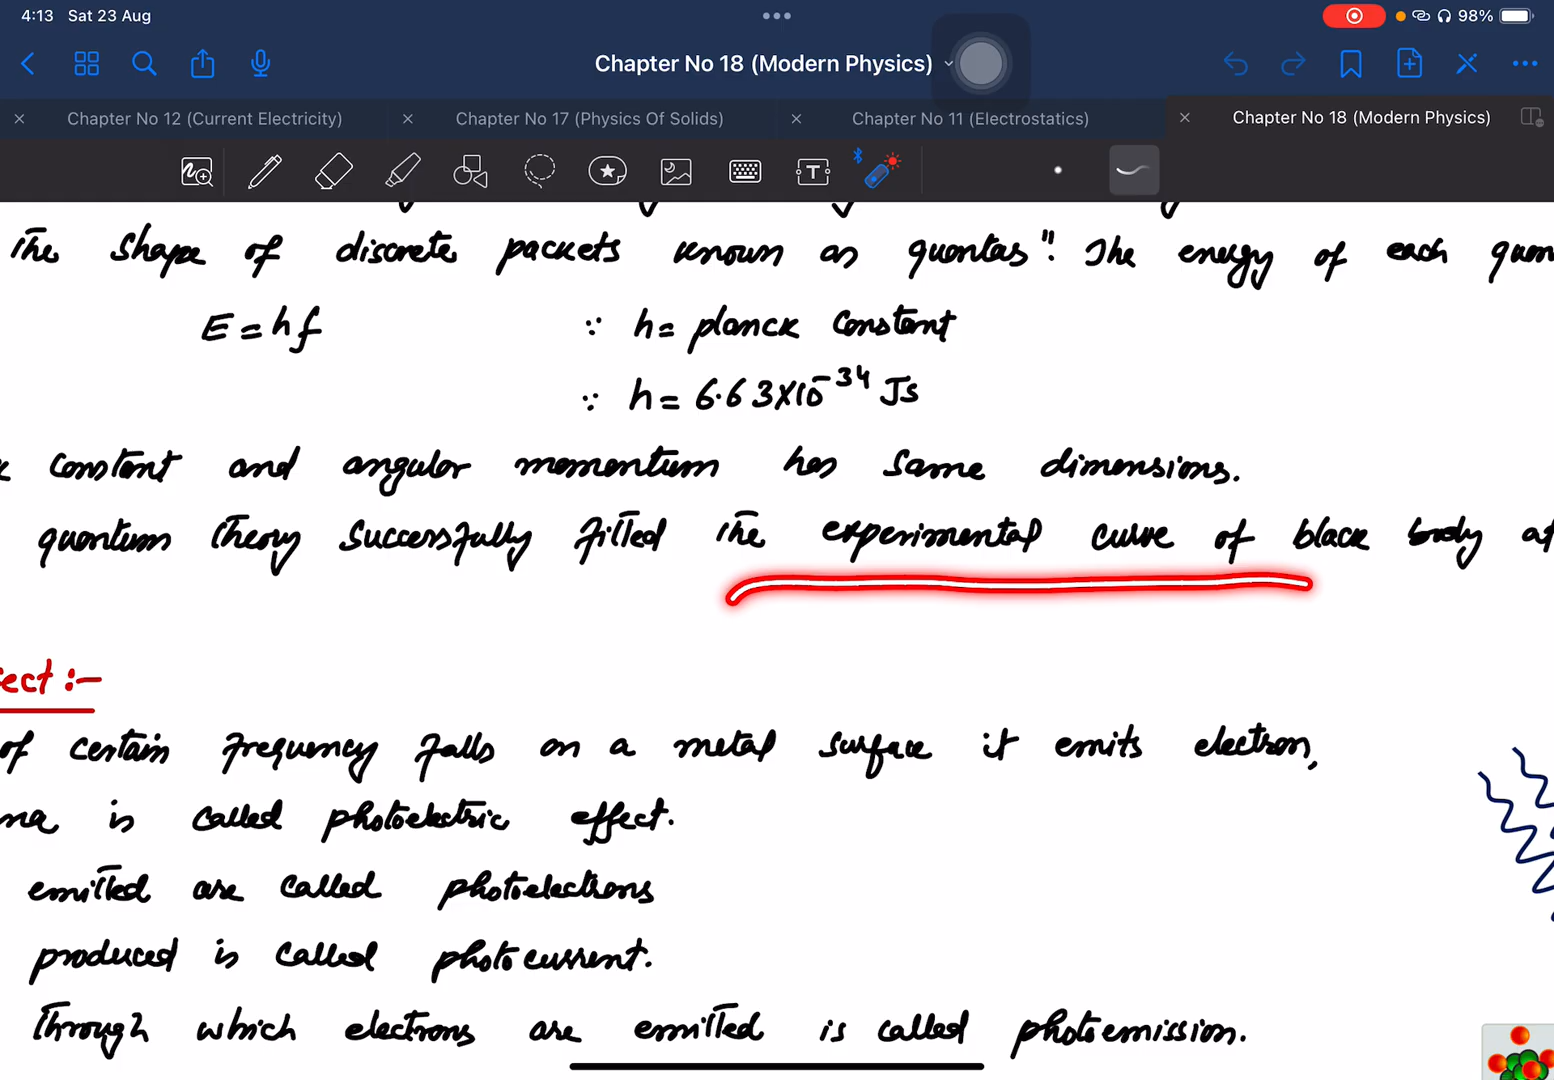 4:13 Sat 23 Aug
98%
Chapter No 18 (Modern Physics)
Chapter No 12 (Current Electricity)
Chapter No 17 (Physics Of Solids)
Chapter No 11 (Electrostatics)
Chapter No 18 (Modern Physics)
The shape of discrete packets known as quantas". The energy of each quan
E = hf ∵ h = planck constant
∵ h = 6.63×10⁻³⁴ Js
constant and angular momentum has same dimensions.
quantum theory successfully fitted the experimental curve of black body at
ect :-
of certain frequency falls on a metal surface it emits electron,
na is called photoelectric effect.
emitted are called photoelectrons
produced is called photocurrent.
Through which electrons are emitted is called photoemission.